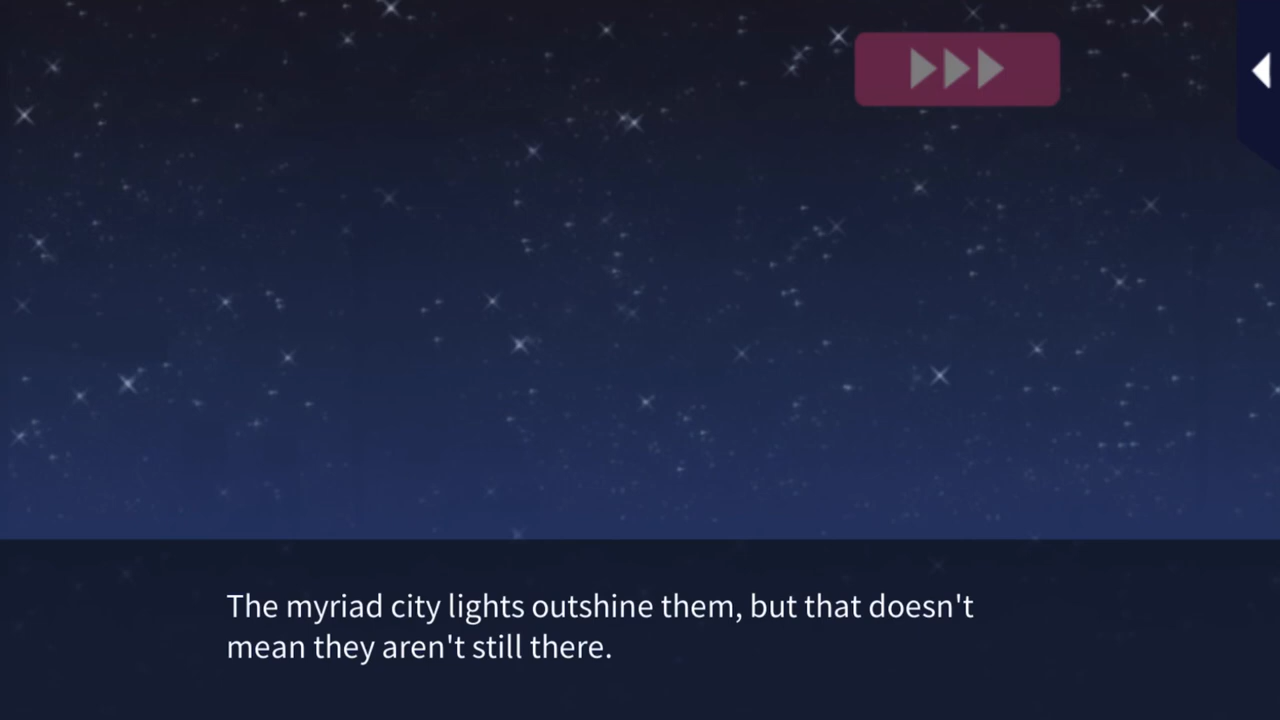 The myriad city lights outshine them, but that doesn't
mean they aren't still there.